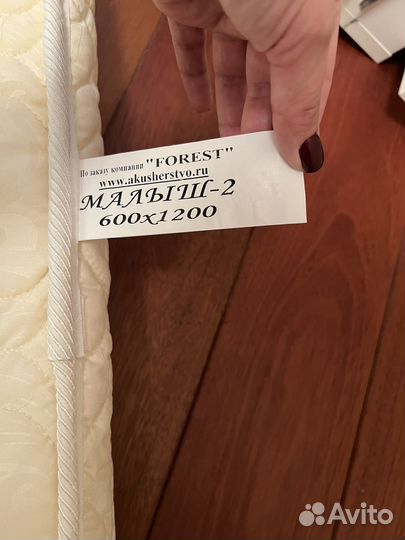 По заказу компании "FOREST"
www.akusherstvo.ru
МАЛЫШ-2
600х1200
Avito